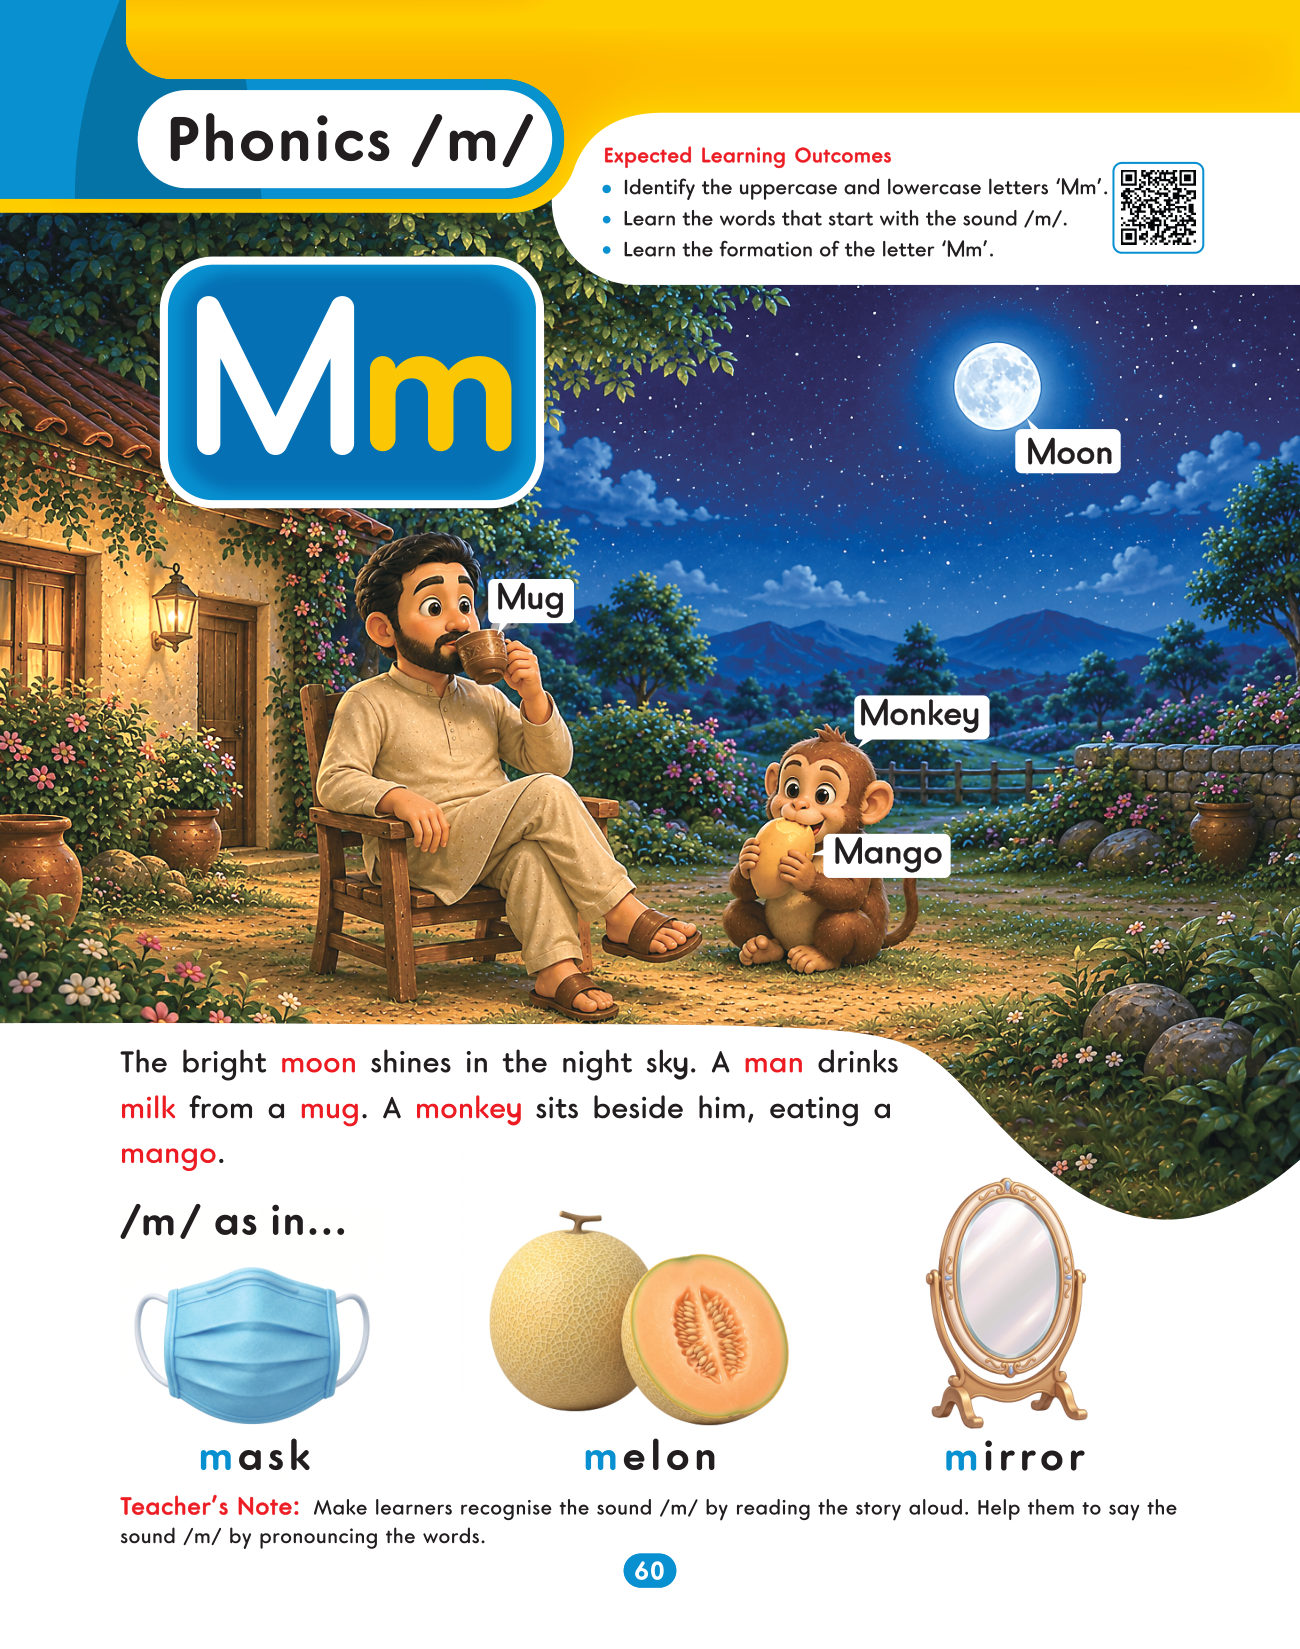 Phonics /m/
Expected Learning Outcomes
• Identify the uppercase and lowercase letters ‘Mm’.
• Learn the words that start with the sound /m/.
• Learn the formation of the letter ‘Mm’.
Mm
Moon
Mug
Monkey
Mango
The bright moon shines in the night sky. A man drinks
milk from a mug. A monkey sits beside him, eating a
mango.
/m/ as in...
mask
melon
mirror
Teacher’s Note: Make learners recognise the sound /m/ by reading the story aloud. Help them to say the
sound /m/ by pronouncing the words.
60